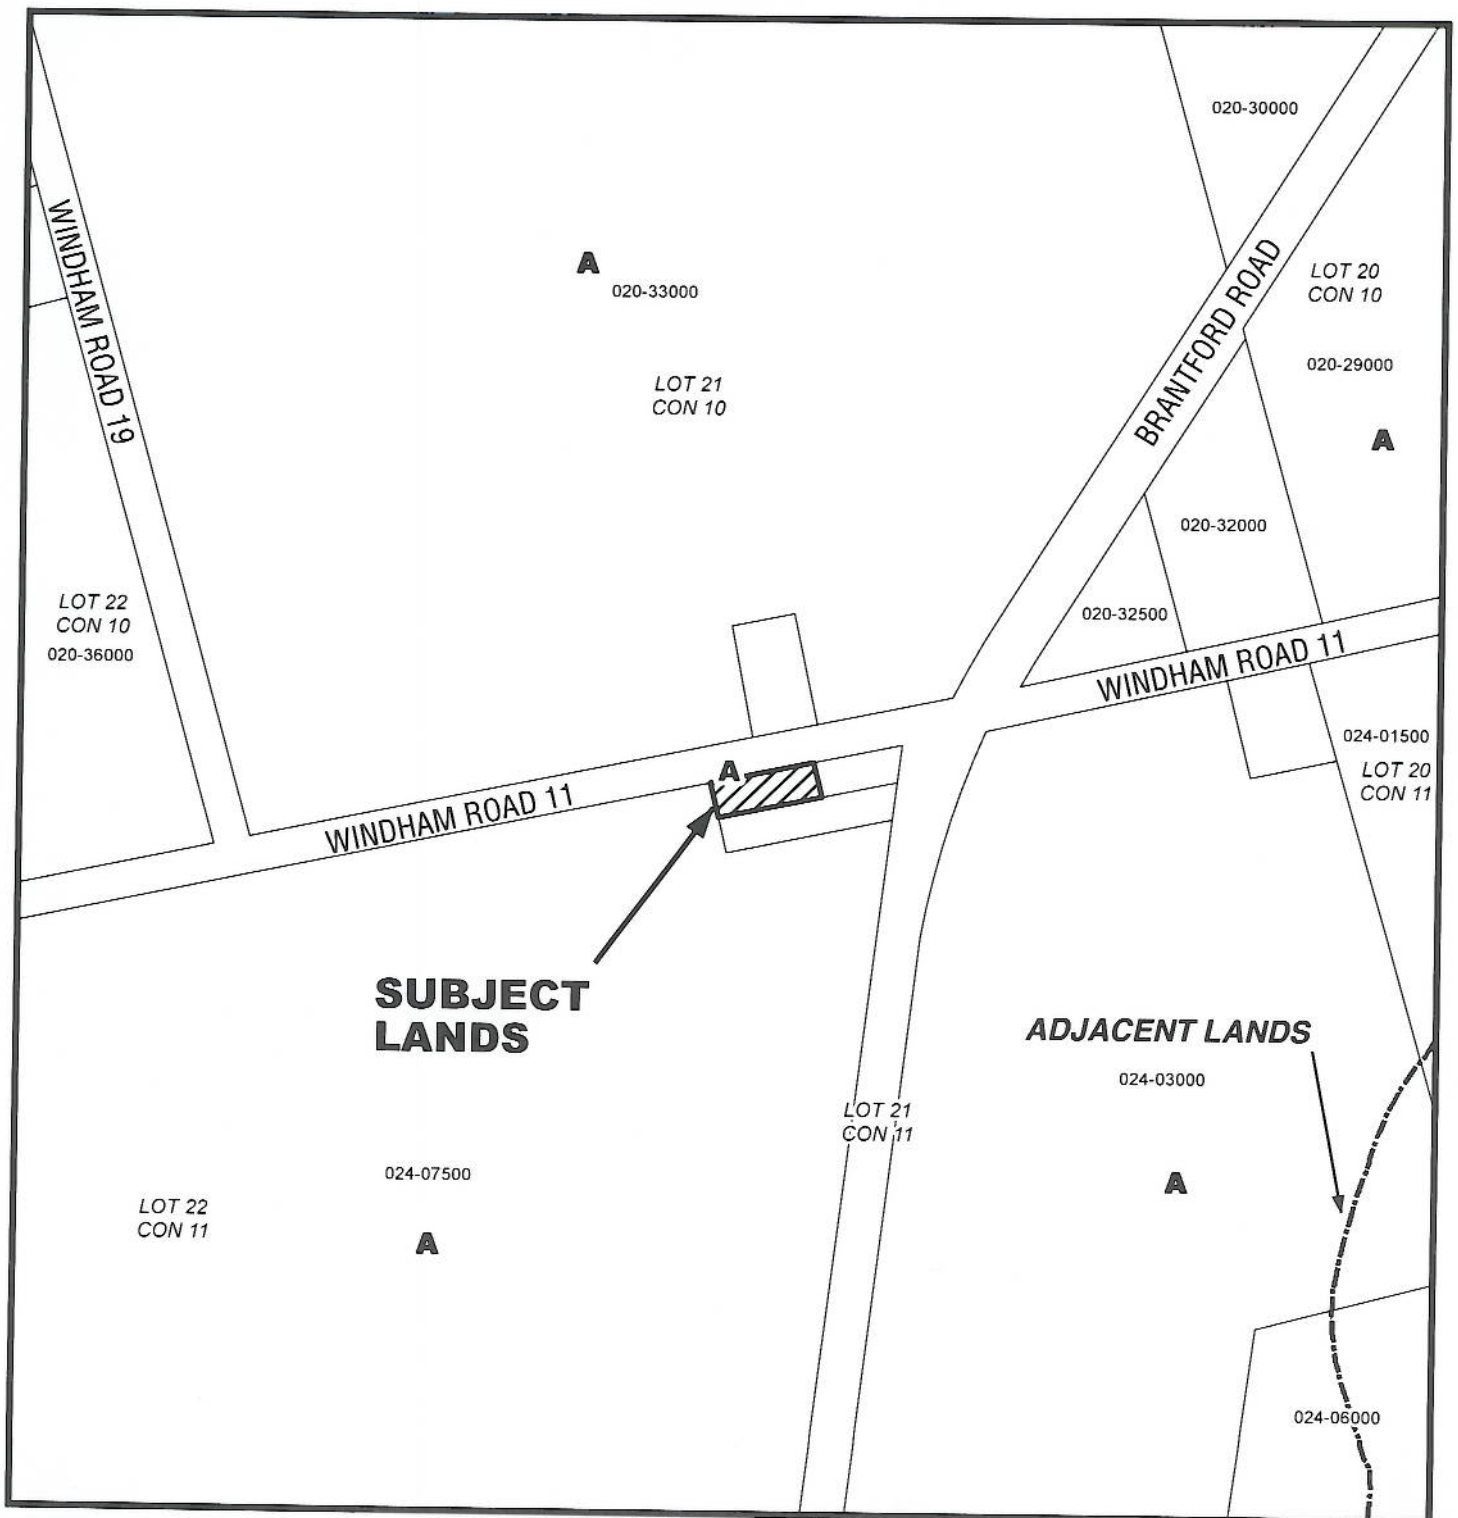 020-30000
WINDHAM ROAD 19
A
020-33000
BRANTFORD ROAD
LOT 20
CON 10
020-29000
LOT 21
CON 10
A
020-32000
LOT 22
CON 10
020-36000
020-32500
WINDHAM ROAD 11
024-01500
LOT 20
CON 11
A
WINDHAM ROAD 11
SUBJECT
LANDS
ADJACENT LANDS
024-03000
LOT 21
CON 11
024-07500
A
LOT 22
CON 11
A
024-06000